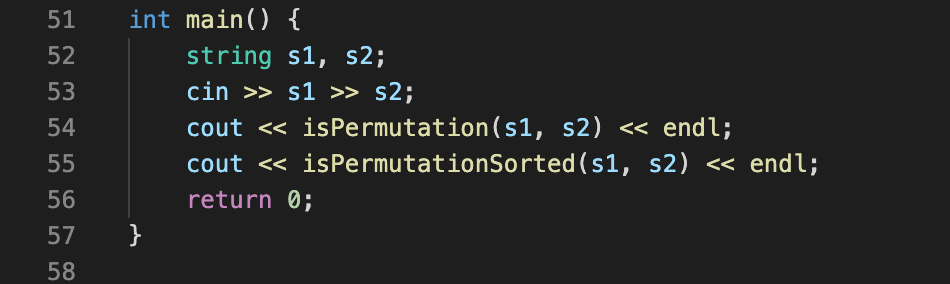 51 int main() {
52 string s1, s2;
53 cin >> s1 >> s2;
54 cout << isPermutation(s1, s2) << endl;
55 cout << isPermutationSorted(s1, s2) << endl;
56 return 0;
57 }
58